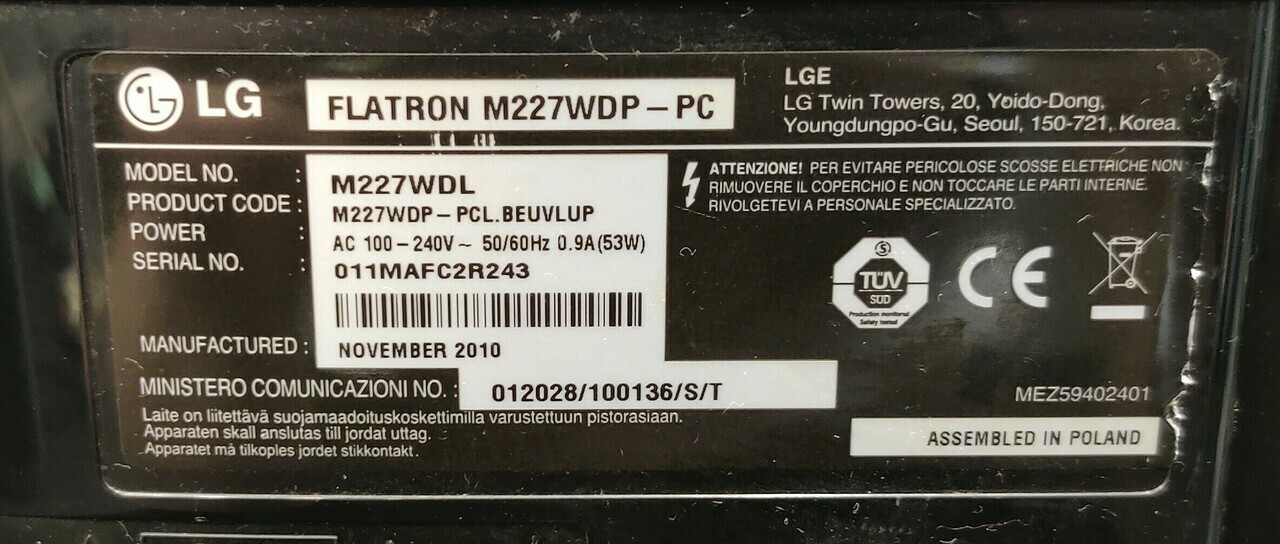 LG FLATRON M227WDP-PC
LGE
LG Twin Towers, 20, Yoido-Dong,
Youngdungpo-Gu, Seoul, 150-721, Korea.
MODEL NO. : M227WDL
PRODUCT CODE : M227WDP-PCL.BEUVLUP
POWER : AC 100-240V~ 50/60Hz 0.9A(53W)
SERIAL NO. : 011MAFC2R243
MANUFACTURED : NOVEMBER 2010
MINISTERO COMUNICAZIONI NO. : 012028/100136/S/T
Laite on liitettävä suojamaadoituskoskettimilla varustettuun pistorasiaan.
Apparaten skall anslutas till jordat uttag.
Apparatet må tilkoples jordet stikkontakt.
ATTENZIONE! PER EVITARE PERICOLOSE SCOSSE ELETTRICHE NON
RIMUOVERE IL COPERCHIO E NON TOCCARE LE PARTI INTERNE.
RIVOLGETEVI A PERSONALE SPECIALIZZATO.
S
TÜV
SÜD
Production monitored
Safety tested
CE
MEZ59402401
ASSEMBLED IN POLAND